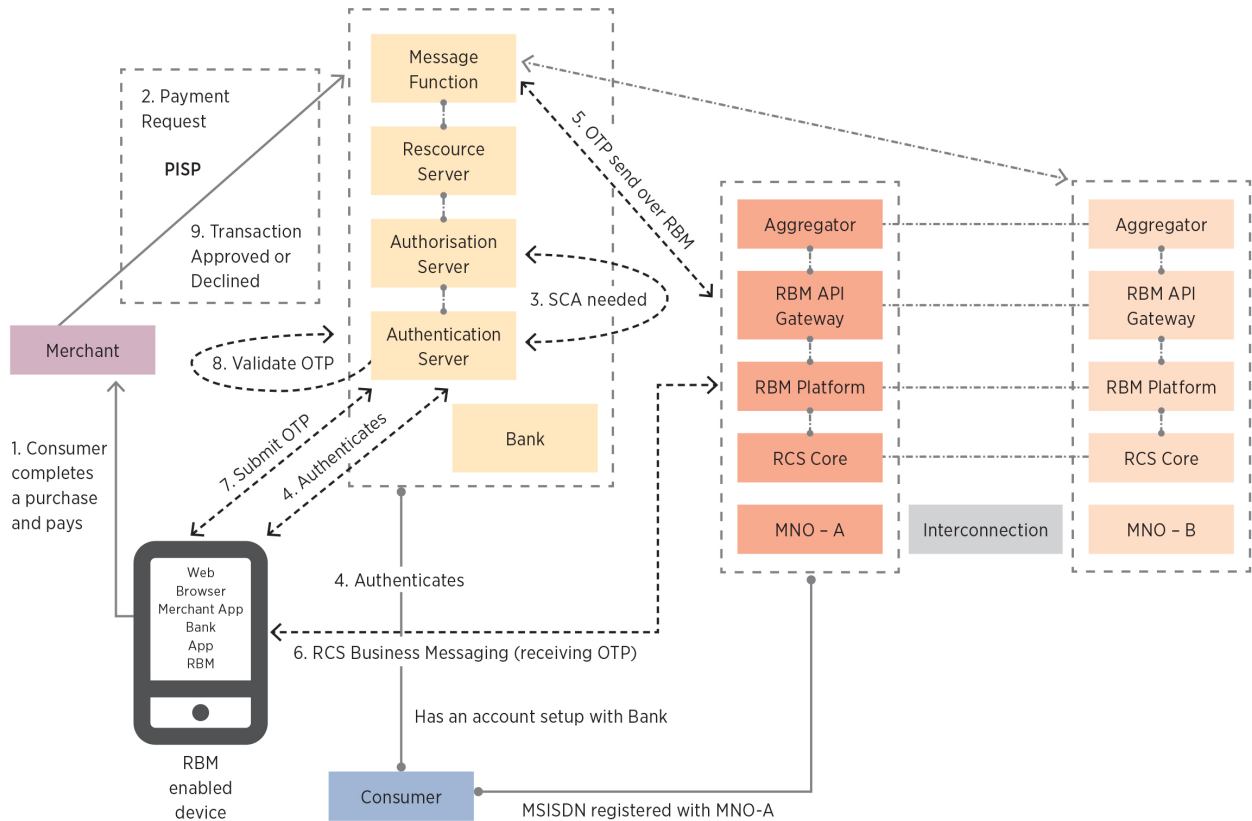 Message
Function
2. Payment
Request
PISP
9. Transaction
Approved or
Declined
Rescource
Server
Authorisation
Server
Authentication
Server
Bank
3. SCA needed
5. OTP send over RBM
Merchant
8. Validate OTP
7. Submit OTP
4. Authenticates
1. Consumer
completes
a purchase
and pays
Aggregator
RBM API
Gateway
RBM Platform
RCS Core
MNO – A
Interconnection
Aggregator
RBM API
Gateway
RBM Platform
RCS Core
MNO – B
Web
Browser
Merchant App
Bank
App
RBM
RBM
enabled
device
4. Authenticates
6. RCS Business Messaging (receiving OTP)
Has an account setup with Bank
Consumer
MSISDN registered with MNO-A